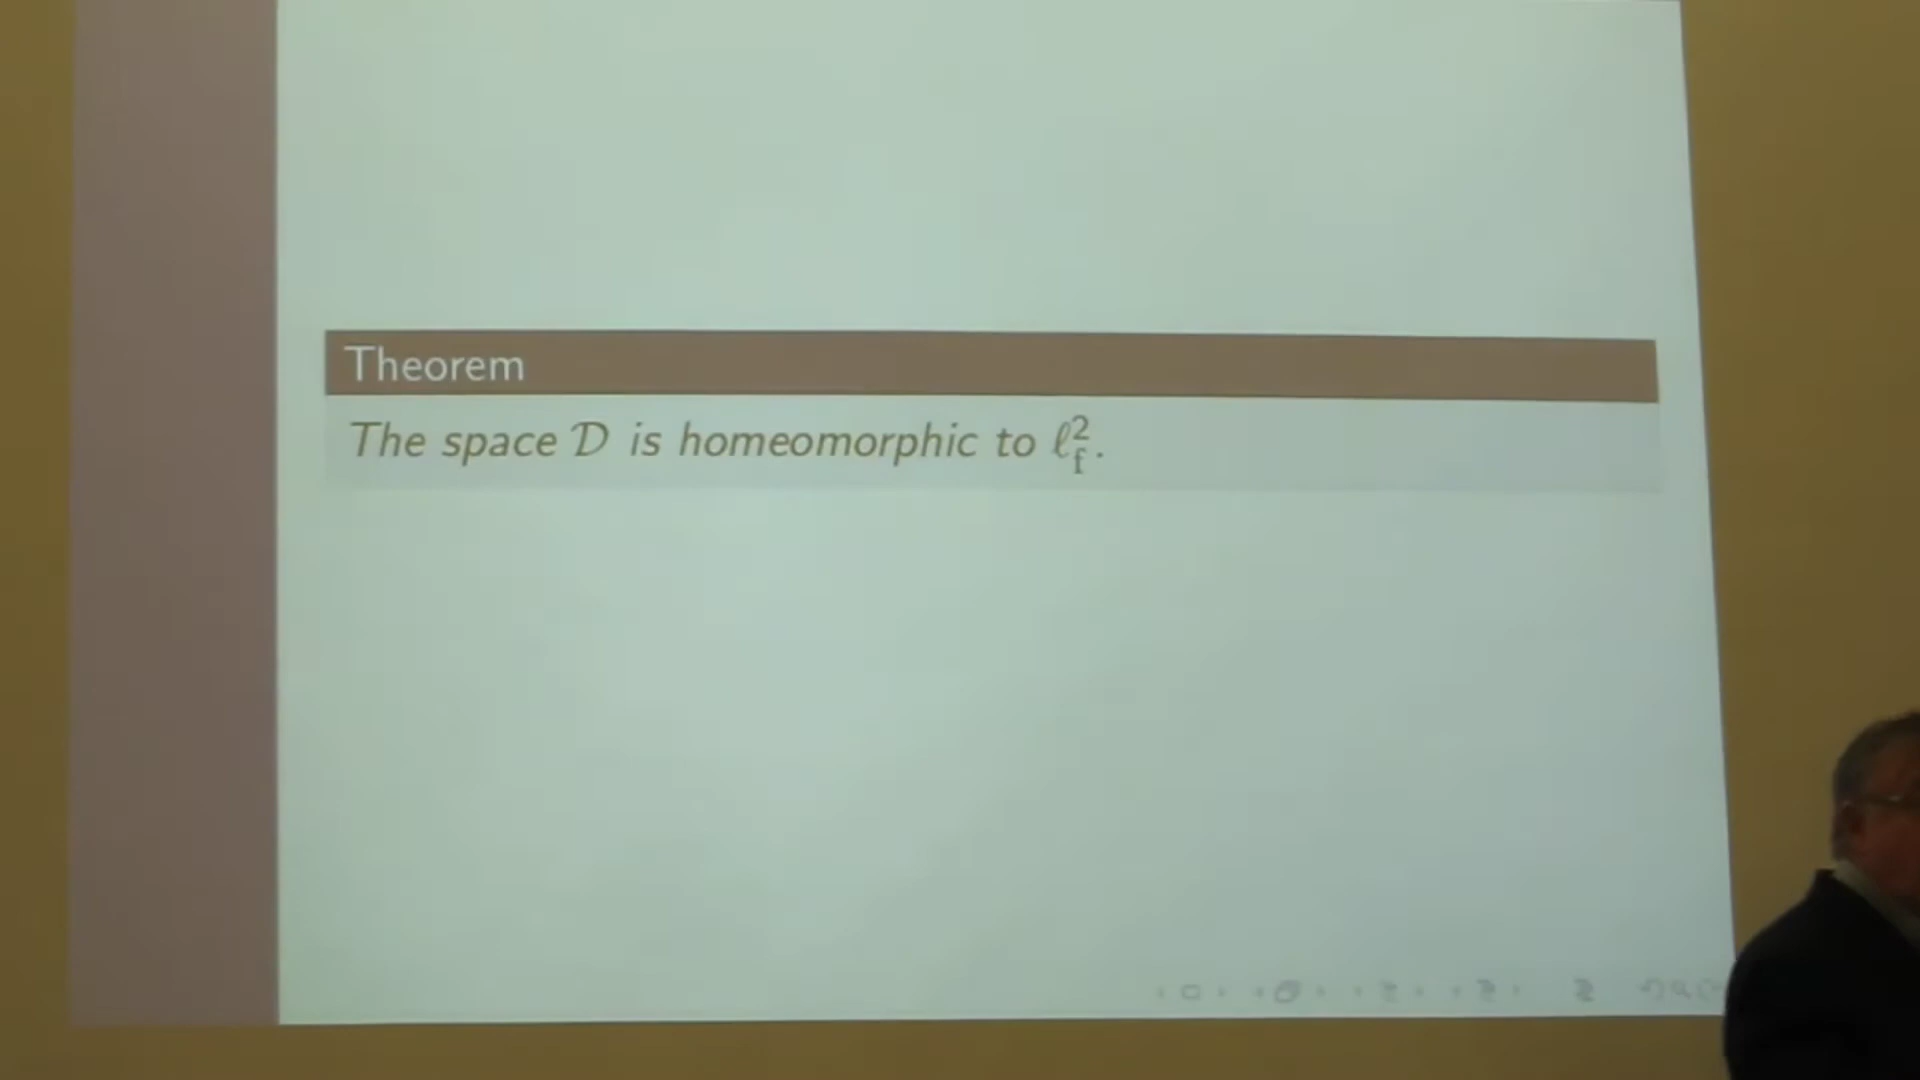 Theorem
The space 𝒟 is homeomorphic to ℓ²_f.